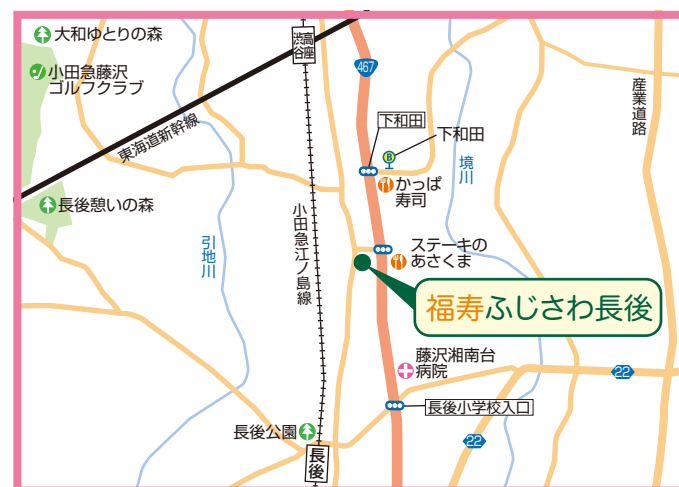 大和ゆとりの森
小田急藤沢
ゴルフクラブ
東海道新幹線
高座
渋谷
467
産業道路
下和田
B
下和田
境川
かっぱ
寿司
長後憩いの森
引地川
小田急江ノ島線
ステーキの
あさくま
福寿ふじさわ長後
藤沢湘南台
病院
22
長後小学校入口
長後公園
22
長後